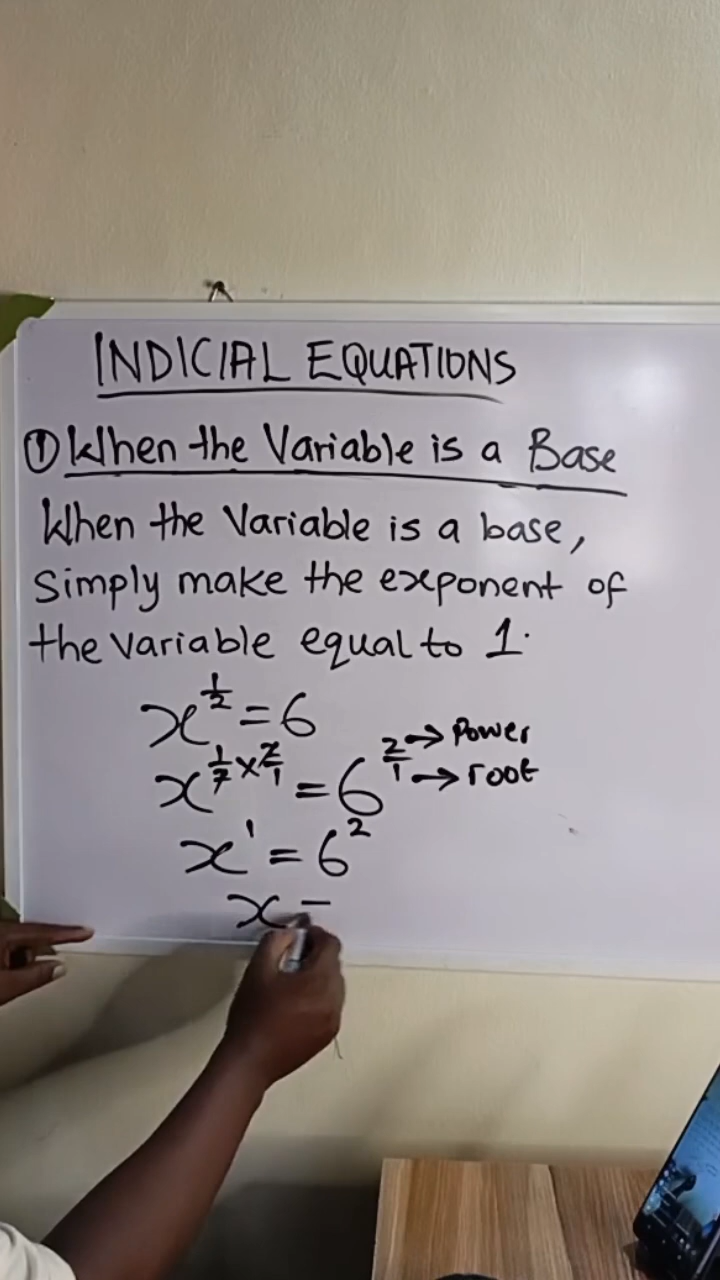 INDICIAL EQUATIONS
① When the Variable is a Base
When the Variable is a base,
Simply make the exponent of
the variable equal to 1.
x^(1/2) = 6
x^(1/2 × 2/1) = 6^(2/1) → Power → root
x^1 = 6^2
x =